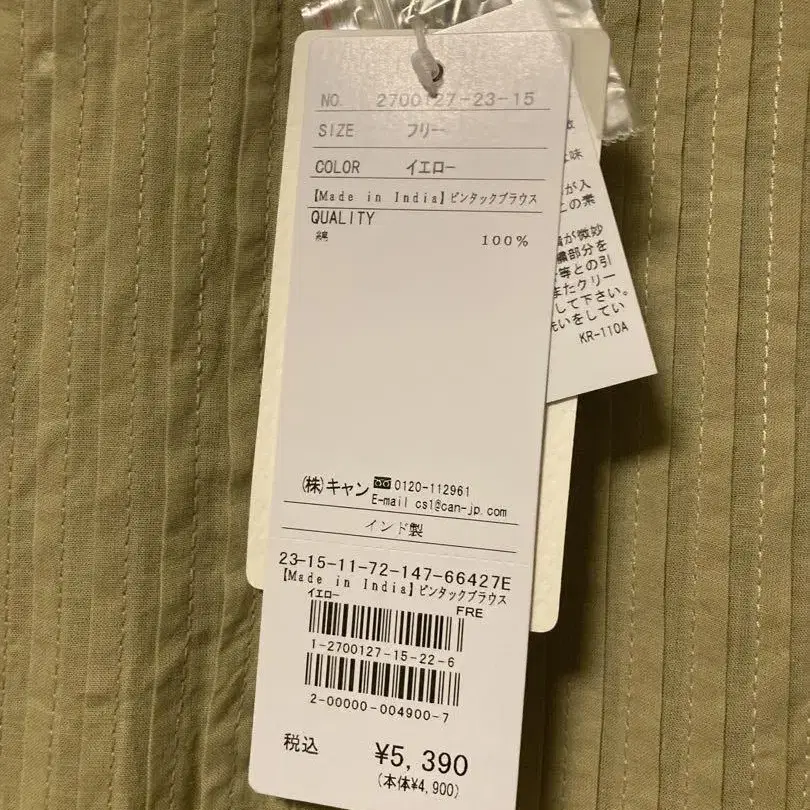 NO. 2700127-23-15
SIZE フリー
COLOR イエロー
【Made in India】ピンタックブラウス
QUALITY
綿 100%
(株)キャン 0120-112961
E-mail cs1@can-jp.com
インド製
23-15-11-72-147-66427E
【Made in India】ピンタックブラウス
イエロー
FRE
1-2700127-15-22-6
2-00000-004900-7
税込 ¥5,390
(本体¥4,900)
味
が入
この素
が微妙
部分を
等との引
またクリー
して下さい。
洗いをしてい
KR-110A